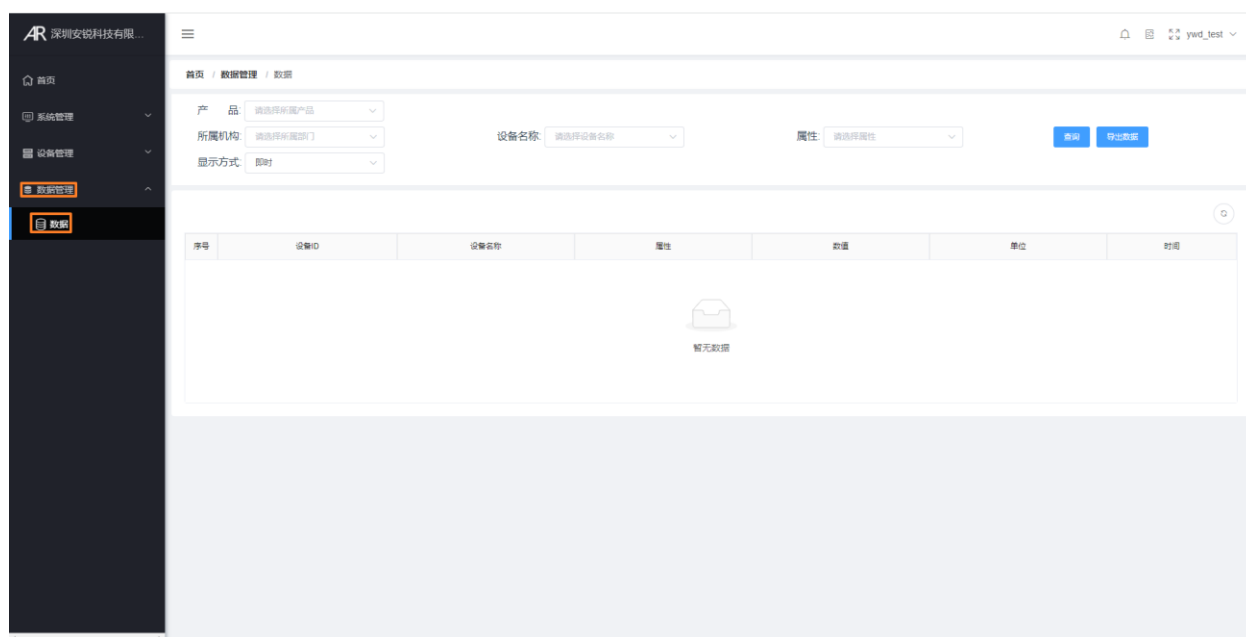 AR 深圳安锐科技有限...
ywd_test
首页
系统管理
设备管理
数据管理
数据
首页 / 数据管理 / 数据
产 品: 请选择所属产品
所属机构: 请选择所属部门 设备名称: 请选择设备名称 属性: 请选择属性 查询 导出数据
显示方式: 即时
序号 设备ID 设备名称 属性 数值 单位 时间
暂无数据